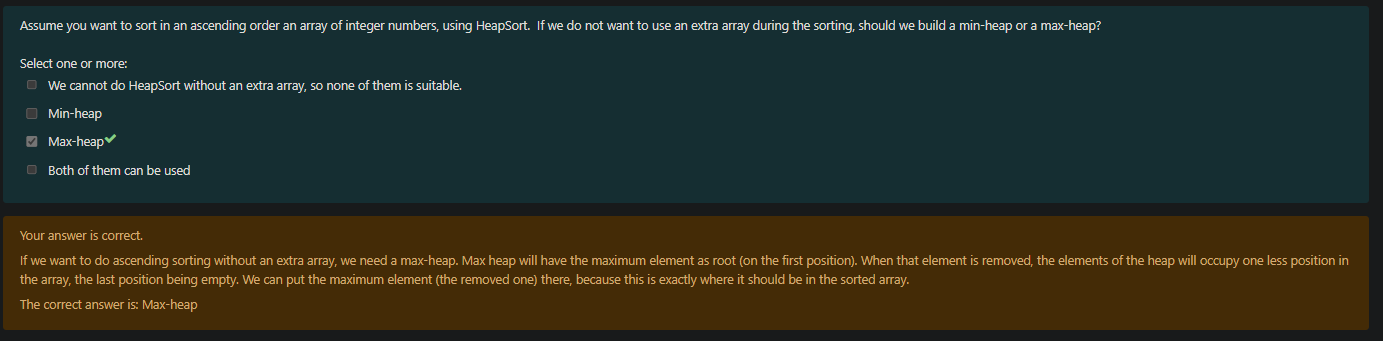 Assume you want to sort in an ascending order an array of integer numbers, using HeapSort.  If we do not want to use an extra array during the sorting, should we build a min-heap or a max-heap?
Select one or more:
We cannot do HeapSort without an extra array, so none of them is suitable.
Min-heap
Max-heap
Both of them can be used
Your answer is correct.
If we want to do ascending sorting without an extra array, we need a max-heap. Max heap will have the maximum element as root (on the first position). When that element is removed, the elements of the heap will occupy one less position in
the array, the last position being empty. We can put the maximum element (the removed one) there, because this is exactly where it should be in the sorted array.
The correct answer is: Max-heap